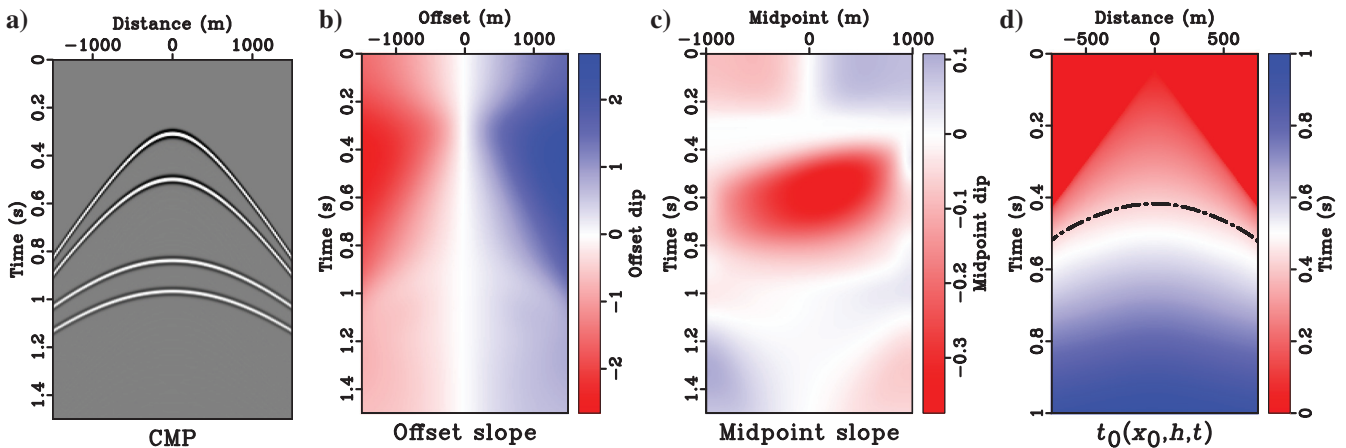 a)
Distance (m)
−1000 0 1000
0 0.2 0.4 0.6 0.8 1 1.2 1.4
Time (s)
CMP
b)
Offset (m)
−1000 0 1000
0 0.2 0.4 0.6 0.8 1 1.2 1.4
Time (s)
2 1 0 −1 −2
Offset dip
Offset slope
c)
Midpoint (m)
−1000 0 1000
0 0.2 0.4 0.6 0.8 1 1.2 1.4
Time (s)
0.1 0 −0.1 −0.2 −0.3
Midpoint dip
Midpoint slope
d)
Distance (m)
−500 0 500
0 0.2 0.4 0.6 0.8 1
Time (s)
1 0.8 0.6 0.4 0.2 0
Time (s)
t₀(x₀,h,t)